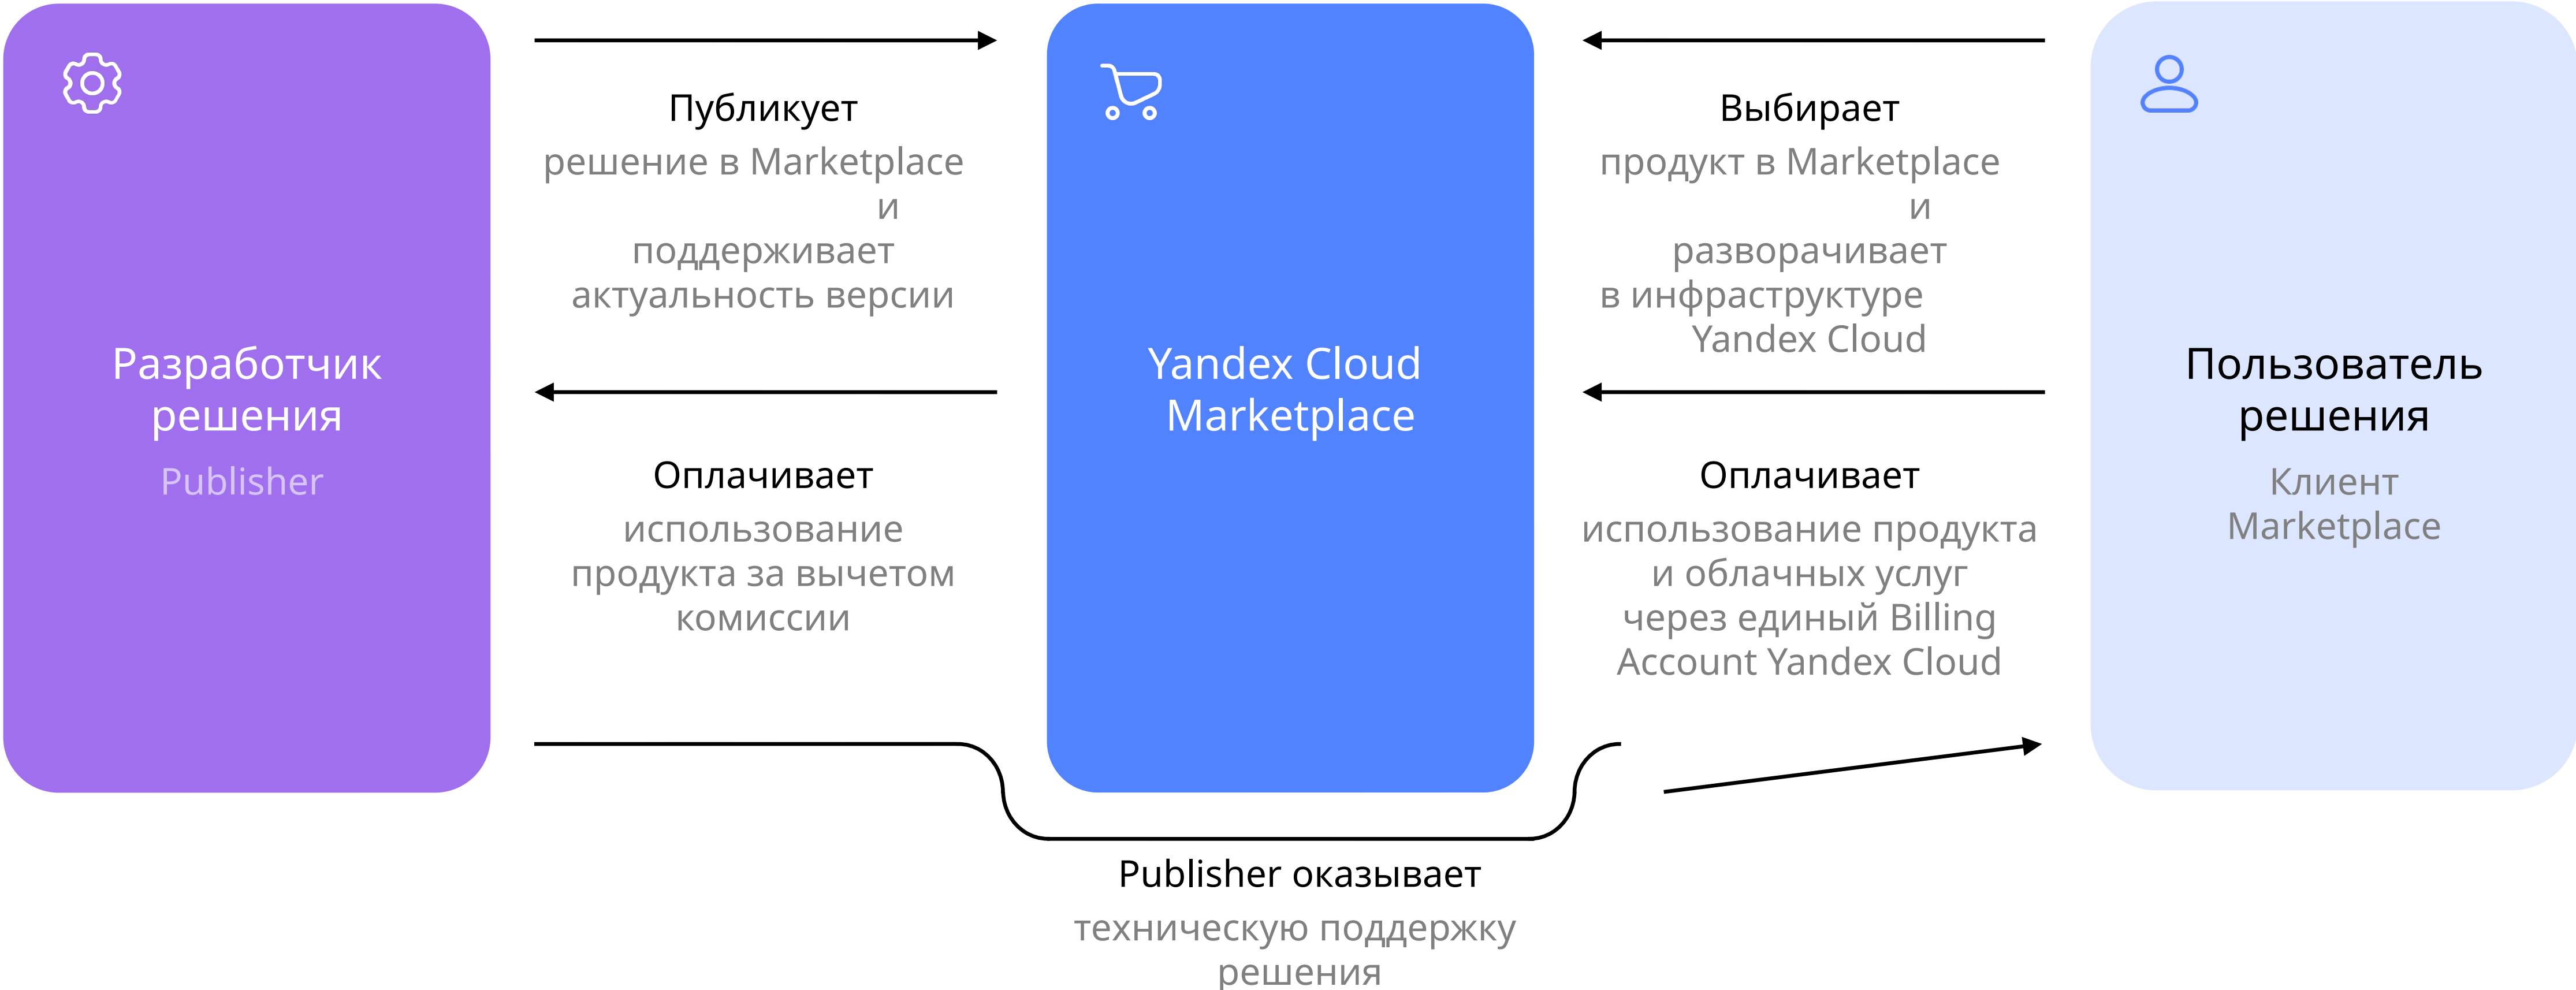 Разработчик
решения
Publisher
Публикует
решение в Marketplace
и
поддерживает
актуальность версии
Оплачивает
использование
продукта за вычетом
комиссии
Yandex Cloud
Marketplace
Выбирает
продукт в Marketplace
и
разворачивает
в инфраструктуре
Yandex Cloud
Оплачивает
использование продукта
и облачных услуг
через единый Billing
Account Yandex Cloud
Пользователь
решения
Клиент
Marketplace
Publisher оказывает
техническую поддержку
решения